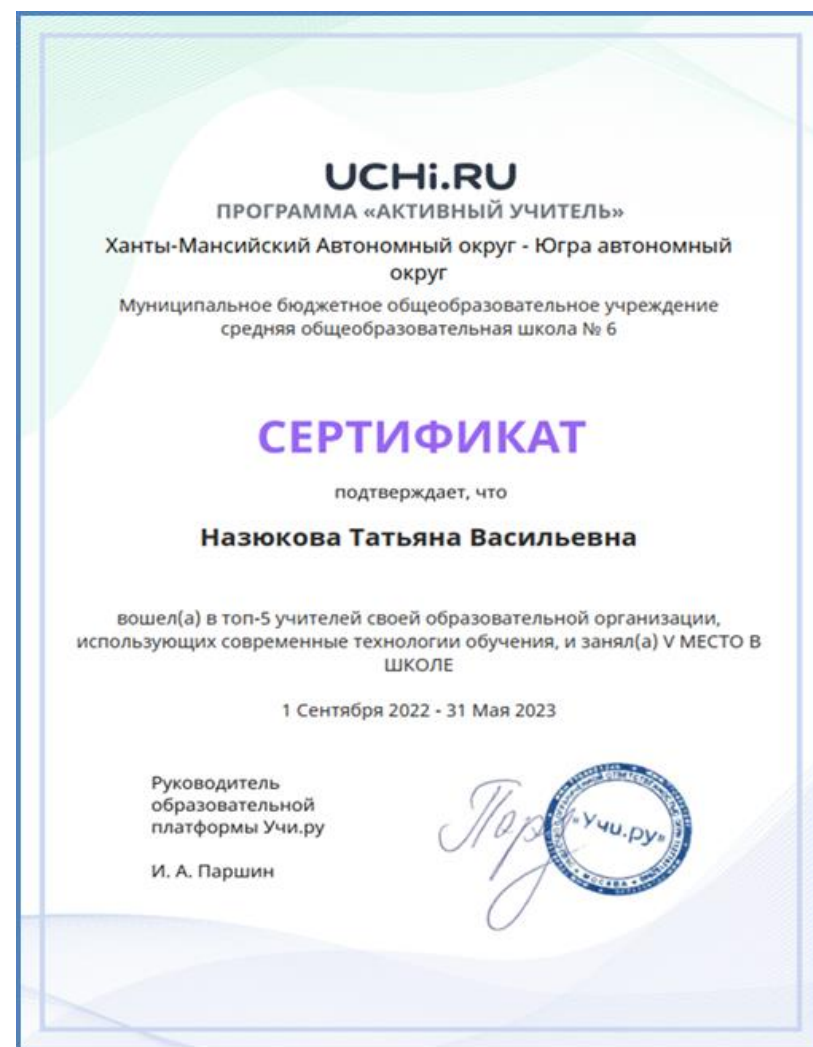 UCHi.RU
ПРОГРАММА «АКТИВНЫЙ УЧИТЕЛЬ»
Ханты-Мансийский Автономный округ - Югра автономный
округ
Муниципальное бюджетное общеобразовательное учреждение
средняя общеобразовательная школа № 6
СЕРТИФИКАТ
подтверждает, что
Назюкова Татьяна Васильевна
вошел(а) в топ-5 учителей своей образовательной организации,
использующих современные технологии обучения, и занял(а) V МЕСТО В
ШКОЛЕ
1 Сентября 2022 - 31 Мая 2023
Руководитель
образовательной
платформы Учи.ру
И. А. Паршин
«Учи.ру»
МОСКВА